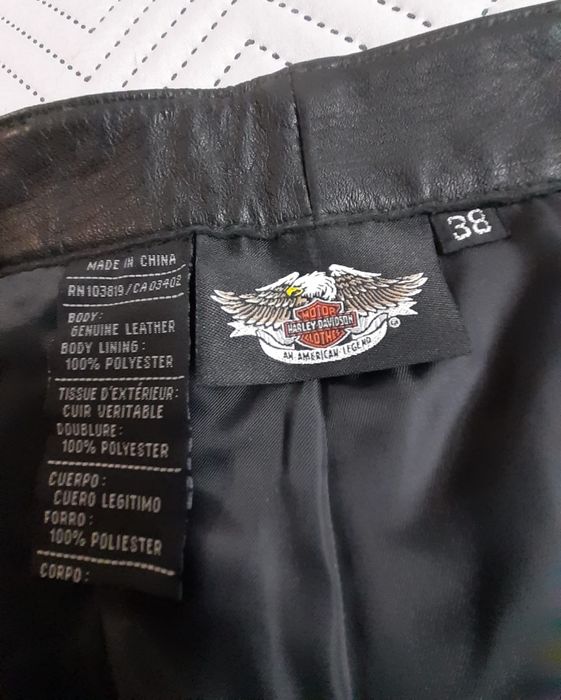 MADE IN CHINA
RN103819/CA03402
BODY:
GENUINE LEATHER
BODY LINING:
100% POLYESTER
TISSUE D'EXTÉRIEUR:
CUIR VERITABLE
DOUBLURE:
100% POLYESTER
CUERPO:
CUERO LEGITIMO
FORRO:
100% POLIESTER
CORPO:
MOTOR
HARLEY-DAVIDSON
CLOTHES
AN AMERICAN LEGEND
38